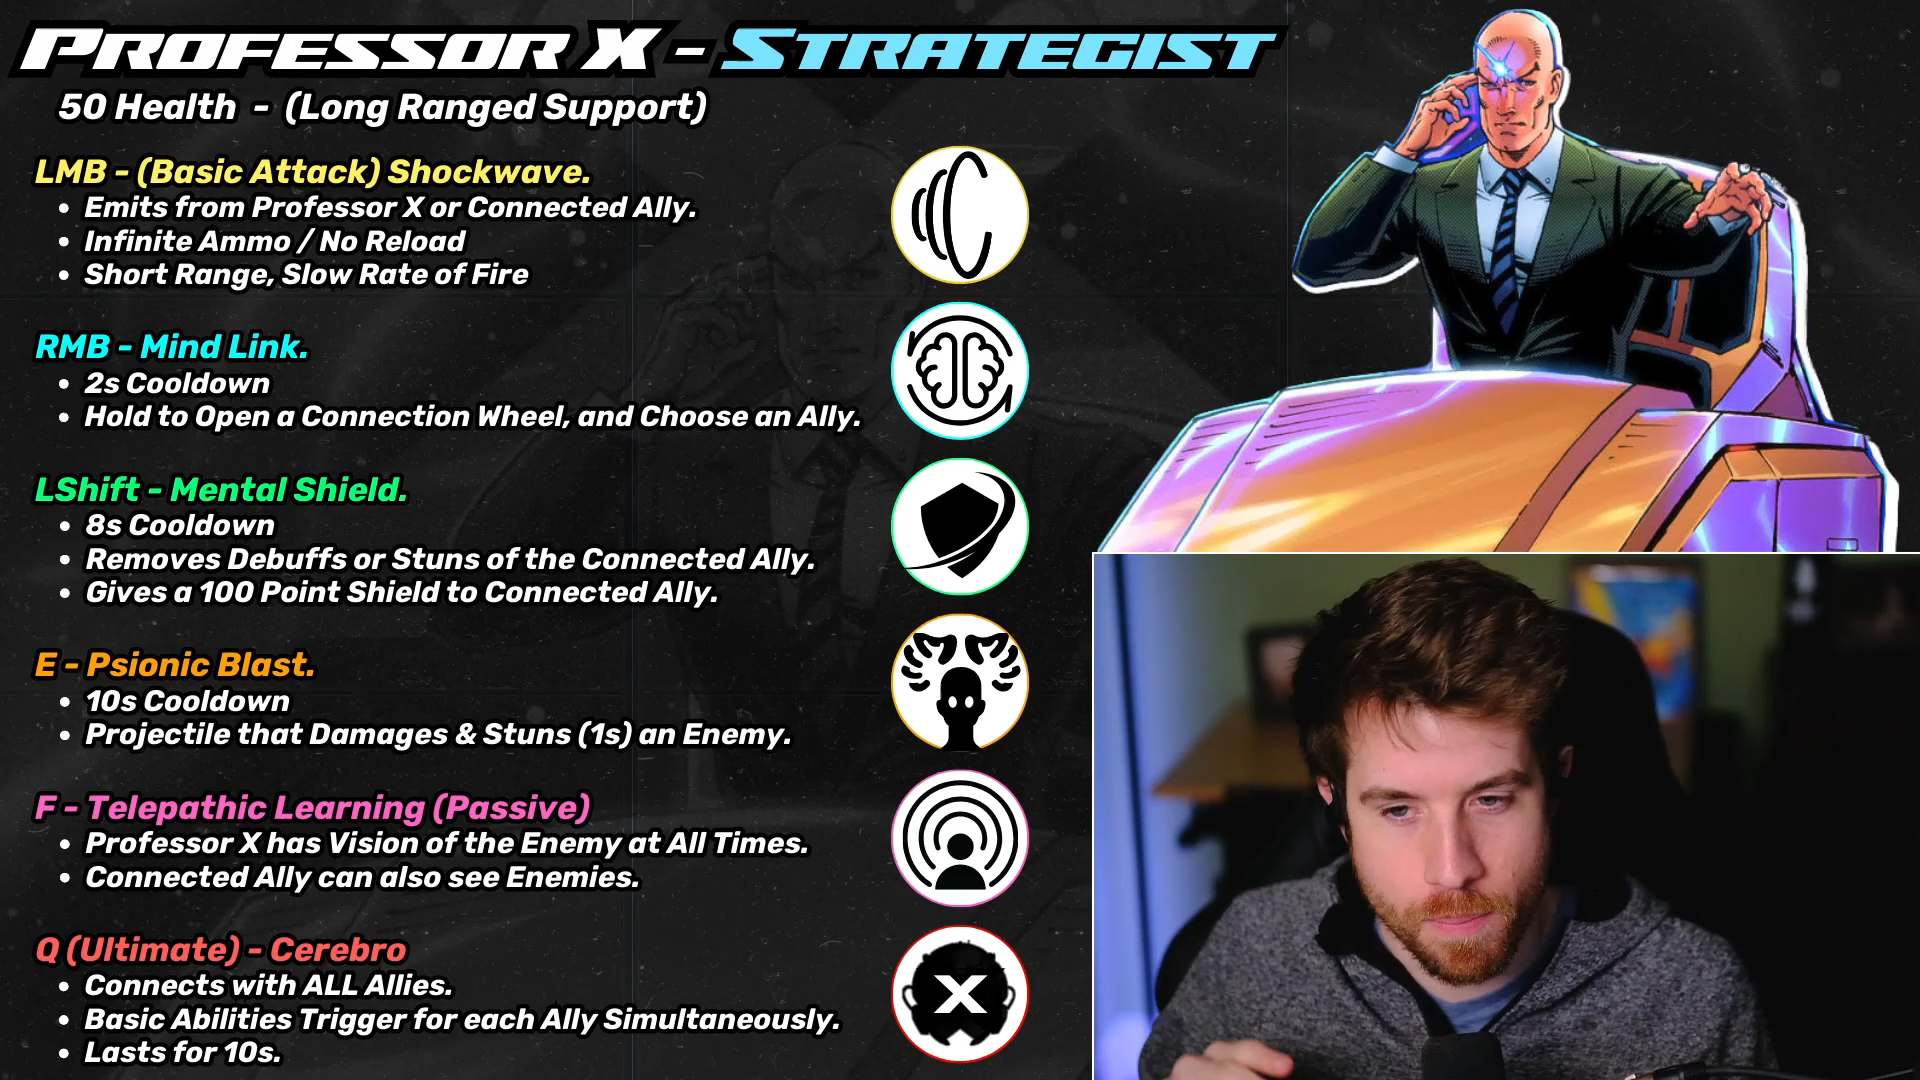 Professor X - Strategist
50 Health - (Long Ranged Support)
LMB - (Basic Attack) Shockwave.
• Emits from Professor X or Connected Ally.
• Infinite Ammo / No Reload
• Short Range, Slow Rate of Fire
RMB - Mind Link.
• 2s Cooldown
• Hold to Open a Connection Wheel, and Choose an Ally.
LShift - Mental Shield.
• 8s Cooldown
• Removes Debuffs or Stuns of the Connected Ally.
• Gives a 100 Point Shield to Connected Ally.
E - Psionic Blast.
• 10s Cooldown
• Projectile that Damages & Stuns (1s) an Enemy.
F - Telepathic Learning (Passive)
• Professor X has Vision of the Enemy at All Times.
• Connected Ally can also see Enemies.
Q (Ultimate) - Cerebro
• Connects with ALL Allies.
• Basic Abilities Trigger for each Ally Simultaneously.
• Lasts for 10s.
X